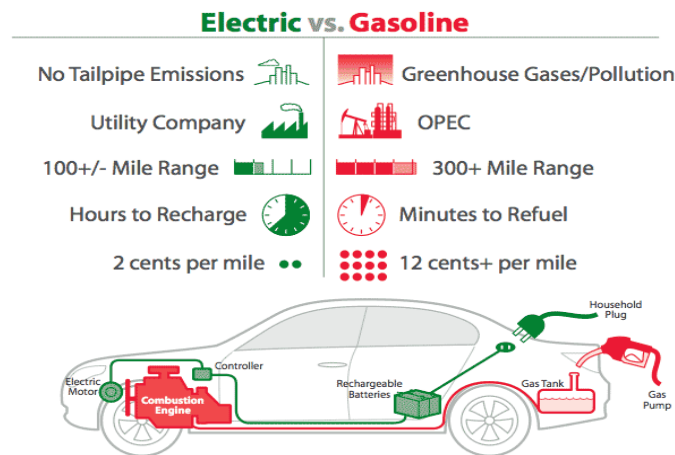 Electric vs. Gasoline
No Tailpipe Emissions
Greenhouse Gases/Pollution
Utility Company
OPEC
100+/- Mile Range
300+ Mile Range
Hours to Recharge
Minutes to Refuel
2 cents per mile
12 cents+ per mile
Household
Plug
Controller
Electric
Motor
Combustion
Engine
Rechargeable
Batteries
Gas Tank
Gas
Pump